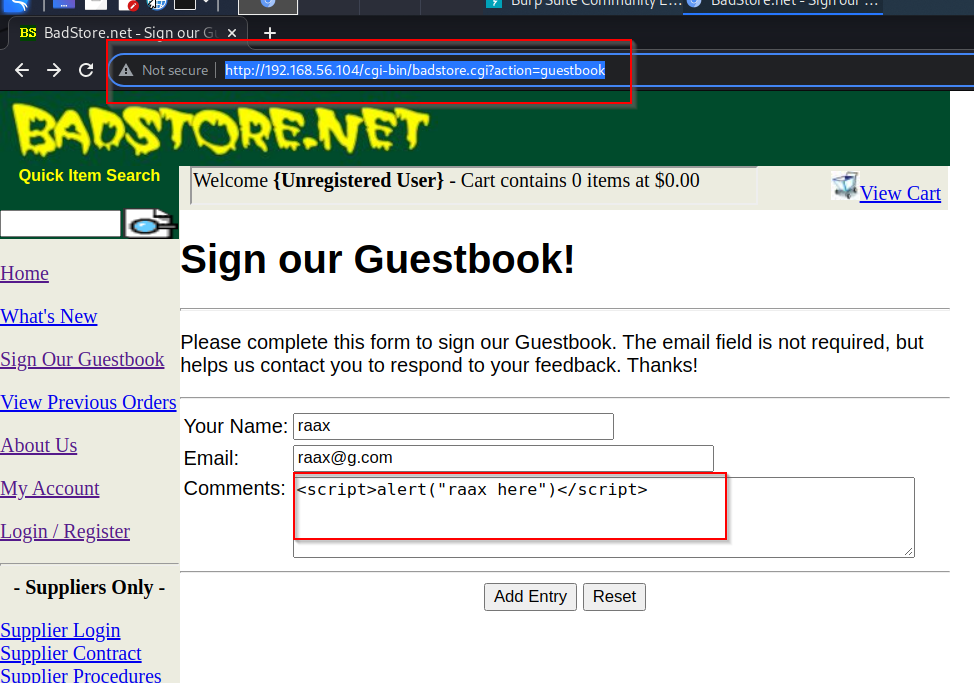 Burp Suite Community E...
BadStore.net - Sign our ...
BS BadStore.net - Sign our G
Not secure http://192.168.56.104/cgi-bin/badstore.cgi?action=guestbook
BADSTORE.NET
Quick Item Search
Welcome {Unregistered User} - Cart contains 0 items at $0.00
View Cart
Sign our Guestbook!
Home
What's New
Sign Our Guestbook
View Previous Orders
About Us
My Account
Login / Register
- Suppliers Only -
Supplier Login
Supplier Contract
Supplier Procedures
Please complete this form to sign our Guestbook. The email field is not required, but
helps us contact you to respond to your feedback. Thanks!
Your Name: raax
Email: raax@g.com
Comments: <script>alert("raax here")</script>
Add Entry Reset